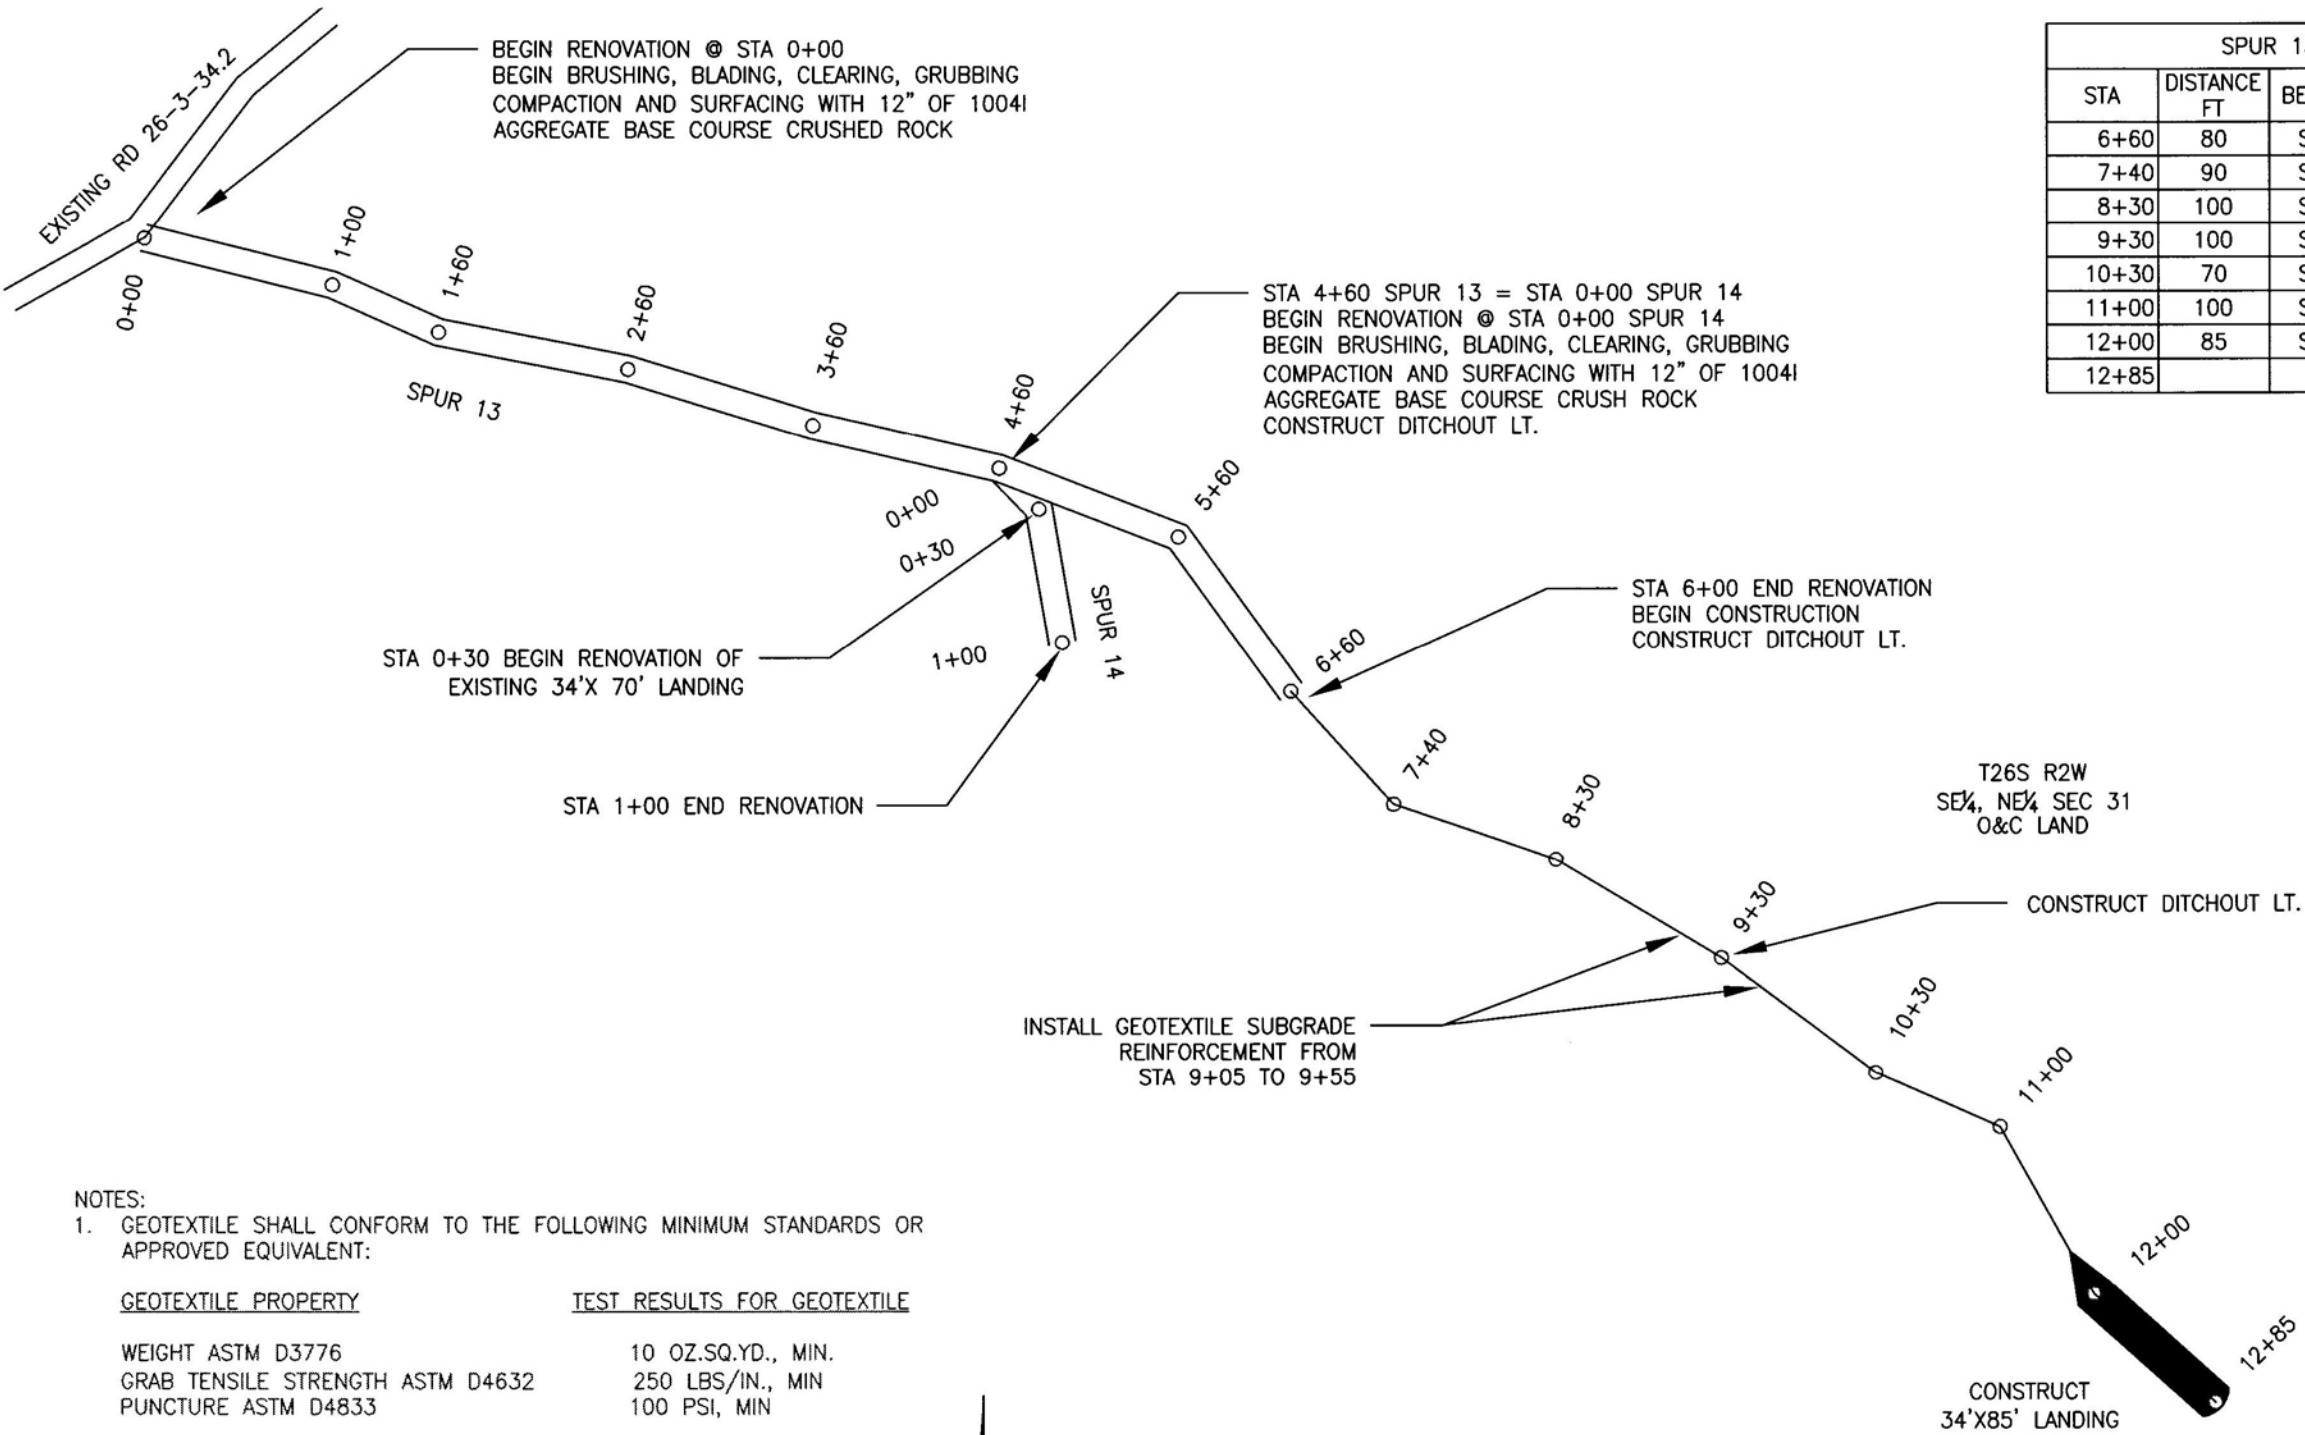 BEGIN RENOVATION @ STA 0+00
BEGIN BRUSHING, BLADING, CLEARING, GRUBBING
COMPACTION AND SURFACING WITH 12" OF 1004I
AGGREGATE BASE COURSE CRUSHED ROCK
EXISTING RD 26-3-34.2
0+00
1+00
1+60
2+60
3+60
4+60
5+60
6+60
7+40
8+30
9+30
10+30
11+00
12+00
12+85
SPUR 13
STA 4+60 SPUR 13 = STA 0+00 SPUR 14
BEGIN RENOVATION @ STA 0+00 SPUR 14
BEGIN BRUSHING, BLADING, CLEARING, GRUBBING
COMPACTION AND SURFACING WITH 12" OF 1004I
AGGREGATE BASE COURSE CRUSH ROCK
CONSTRUCT DITCHOUT LT.
0+00
0+30
1+00
SPUR 14
STA 0+30 BEGIN RENOVATION OF
EXISTING 34'X 70' LANDING
STA 1+00 END RENOVATION
STA 6+00 END RENOVATION
BEGIN CONSTRUCTION
CONSTRUCT DITCHOUT LT.
T26S R2W
SE¼, NE¼ SEC 31
O&C LAND
CONSTRUCT DITCHOUT LT.
INSTALL GEOTEXTILE SUBGRADE
REINFORCEMENT FROM
STA 9+05 TO 9+55
CONSTRUCT
34'X85' LANDING
SPUR
STA DISTANCE FT
6+60 80 S
7+40 90 S
8+30 100 S
9+30 100 S
10+30 70 S
11+00 100 S
12+00 85 S
12+85
NOTES:
1. GEOTEXTILE SHALL CONFORM TO THE FOLLOWING MINIMUM STANDARDS OR
APPROVED EQUIVALENT:
GEOTEXTILE PROPERTY TEST RESULTS FOR GEOTEXTILE
WEIGHT ASTM D3776 10 OZ.SQ.YD., MIN.
GRAB TENSILE STRENGTH ASTM D4632 250 LBS/IN., MIN
PUNCTURE ASTM D4833 100 PSI, MIN